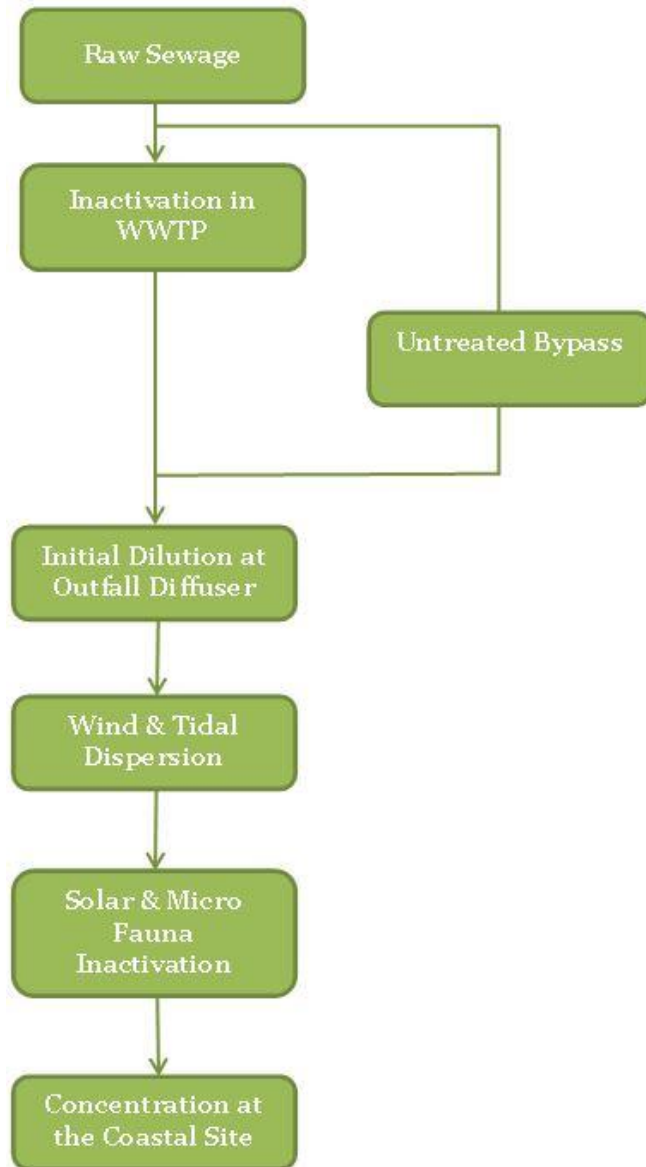 Raw Sewage
Inactivation in
WWTP
Untreated Bypass
Initial Dilution at
Outfall Diffuser
Wind & Tidal
Dispersion
Solar & Micro
Fauna
Inactivation
Concentration at
the Coastal Site